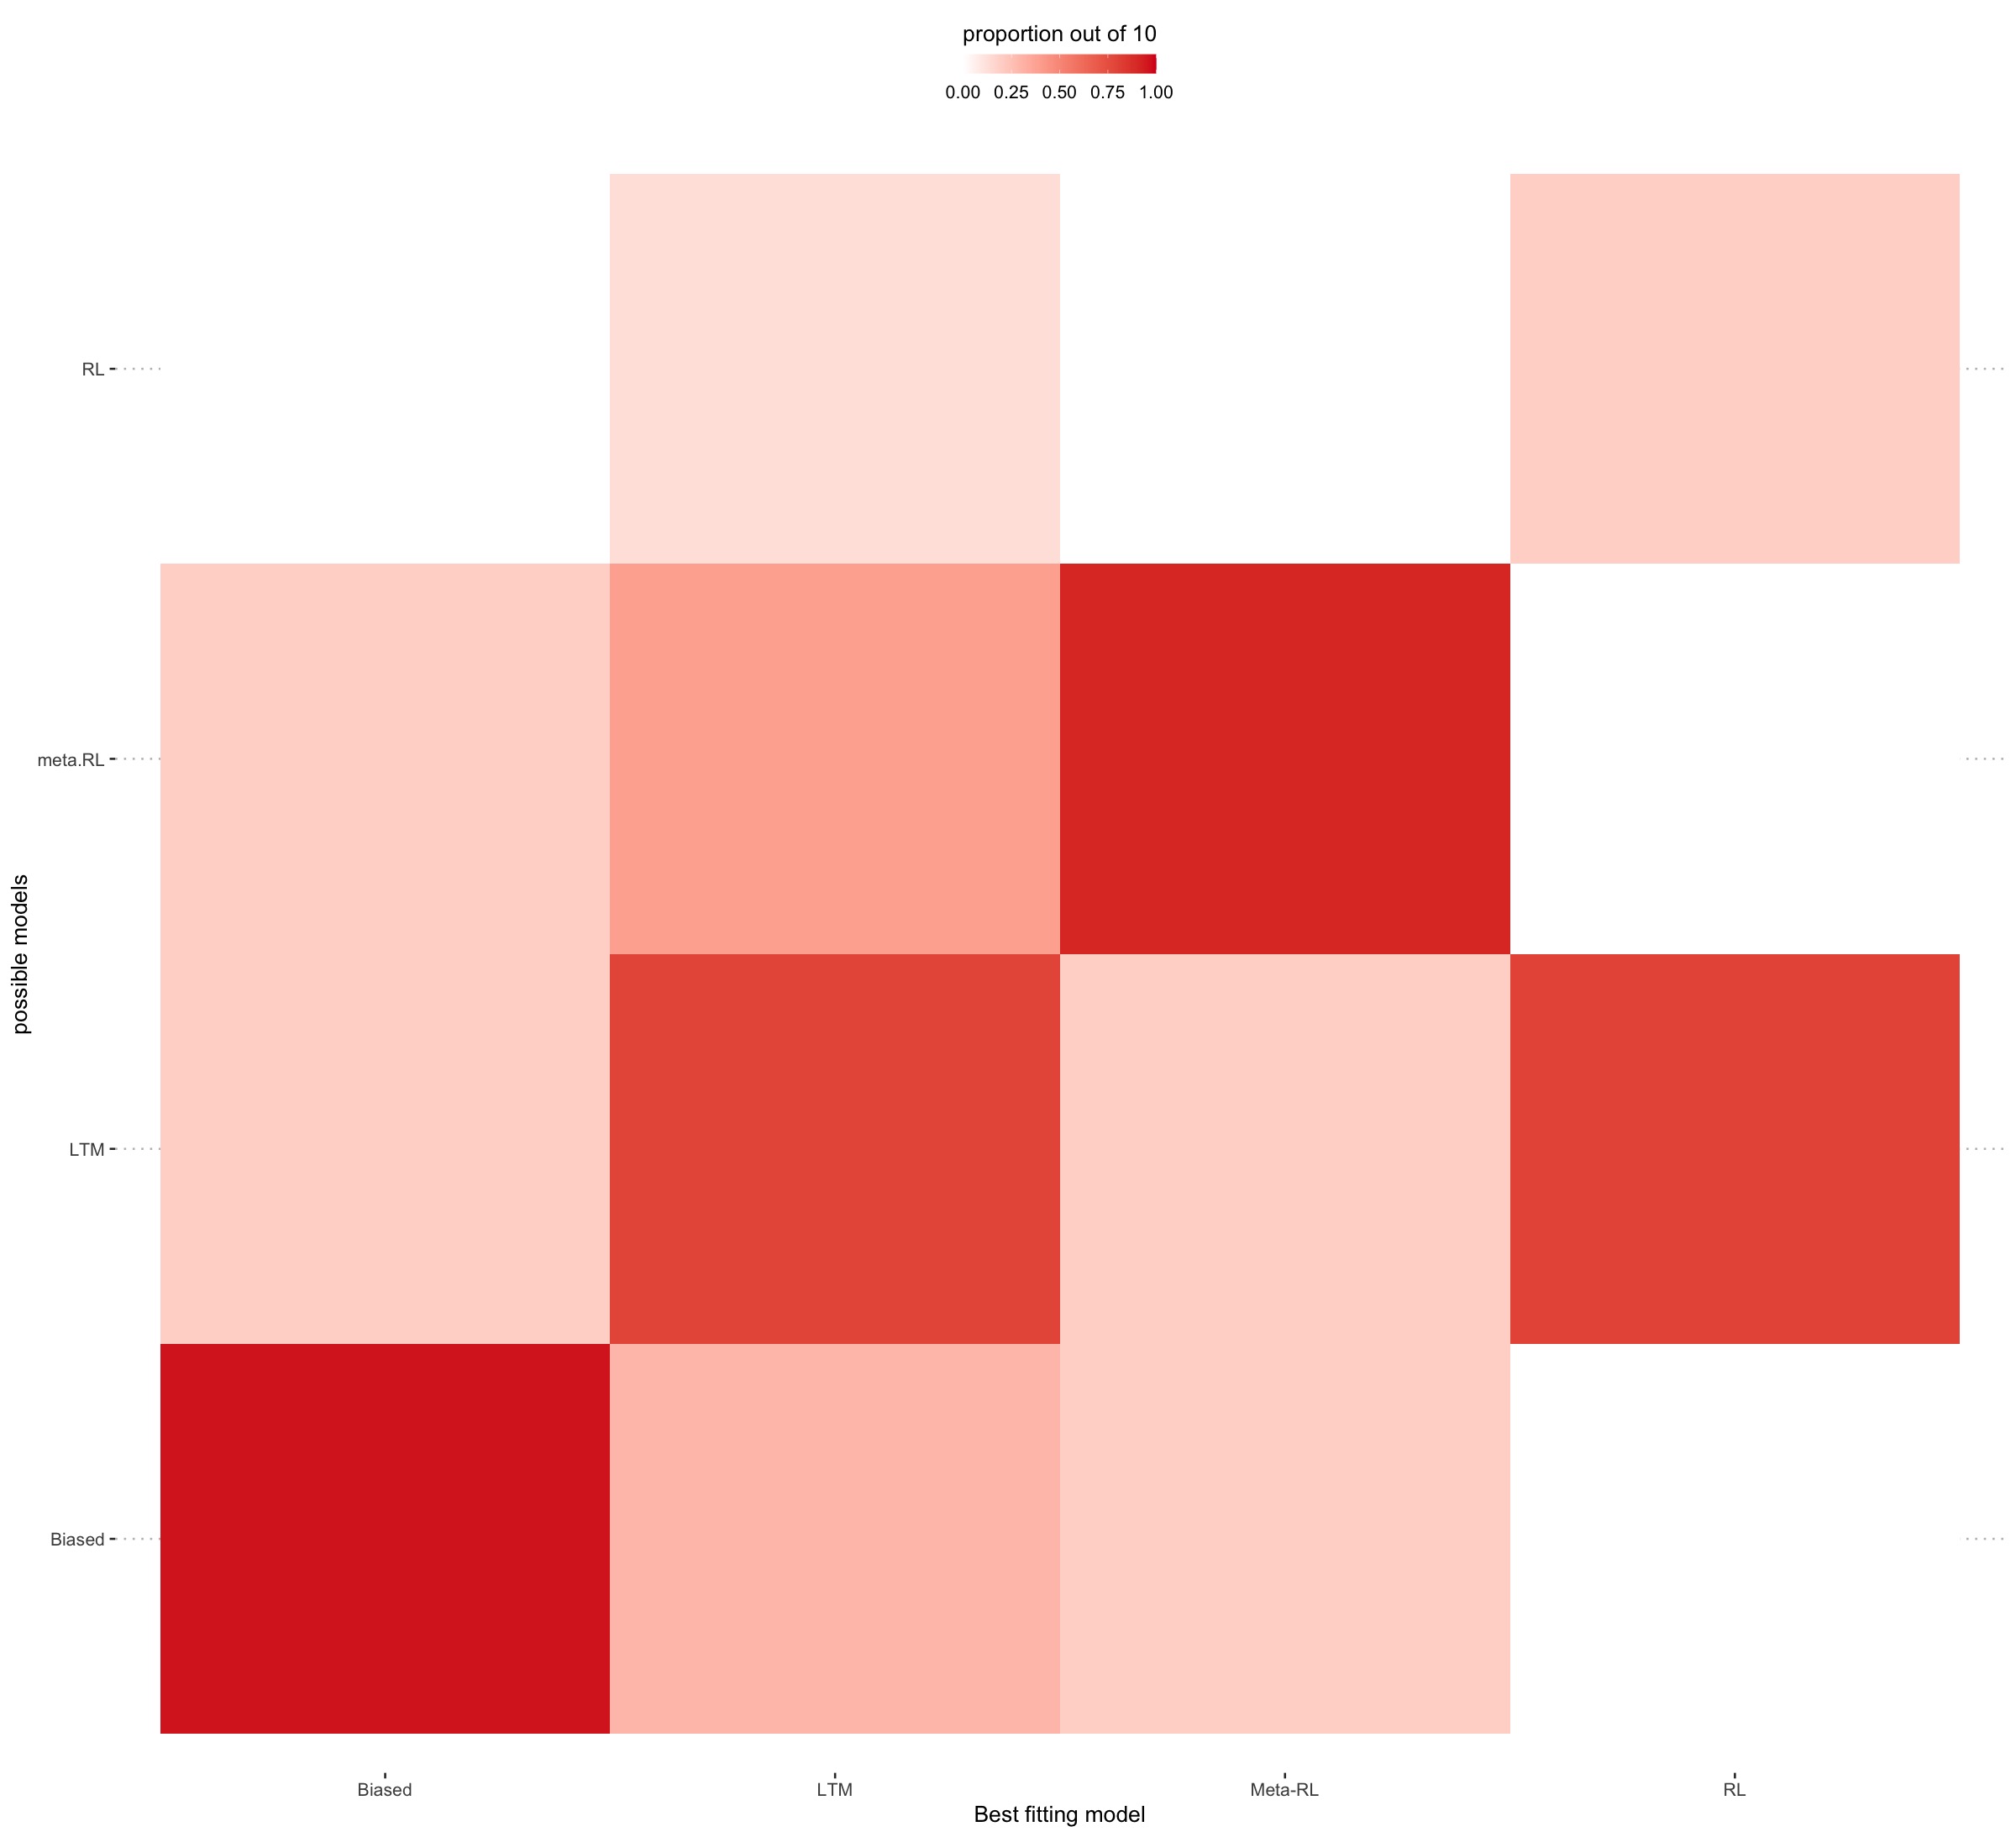 proportion out of 10
0.00 0.25 0.50 0.75 1.00
RL
meta.RL
LTM
Biased
possible models
Biased LTM Meta-RL RL
Best fitting model